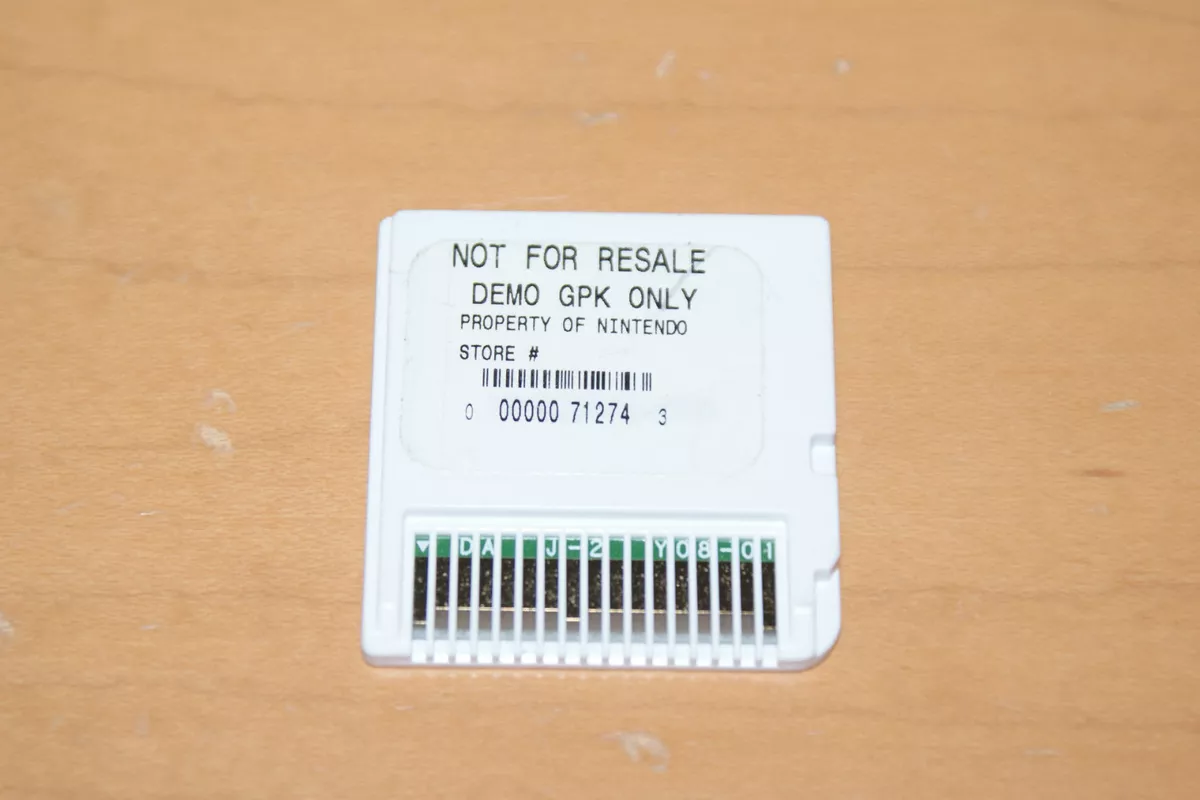 NOT FOR RESALE
DEMO GPK ONLY
PROPERTY OF NINTENDO
STORE #
0 00000 71274 3
▼ DA J-2 Y08-01